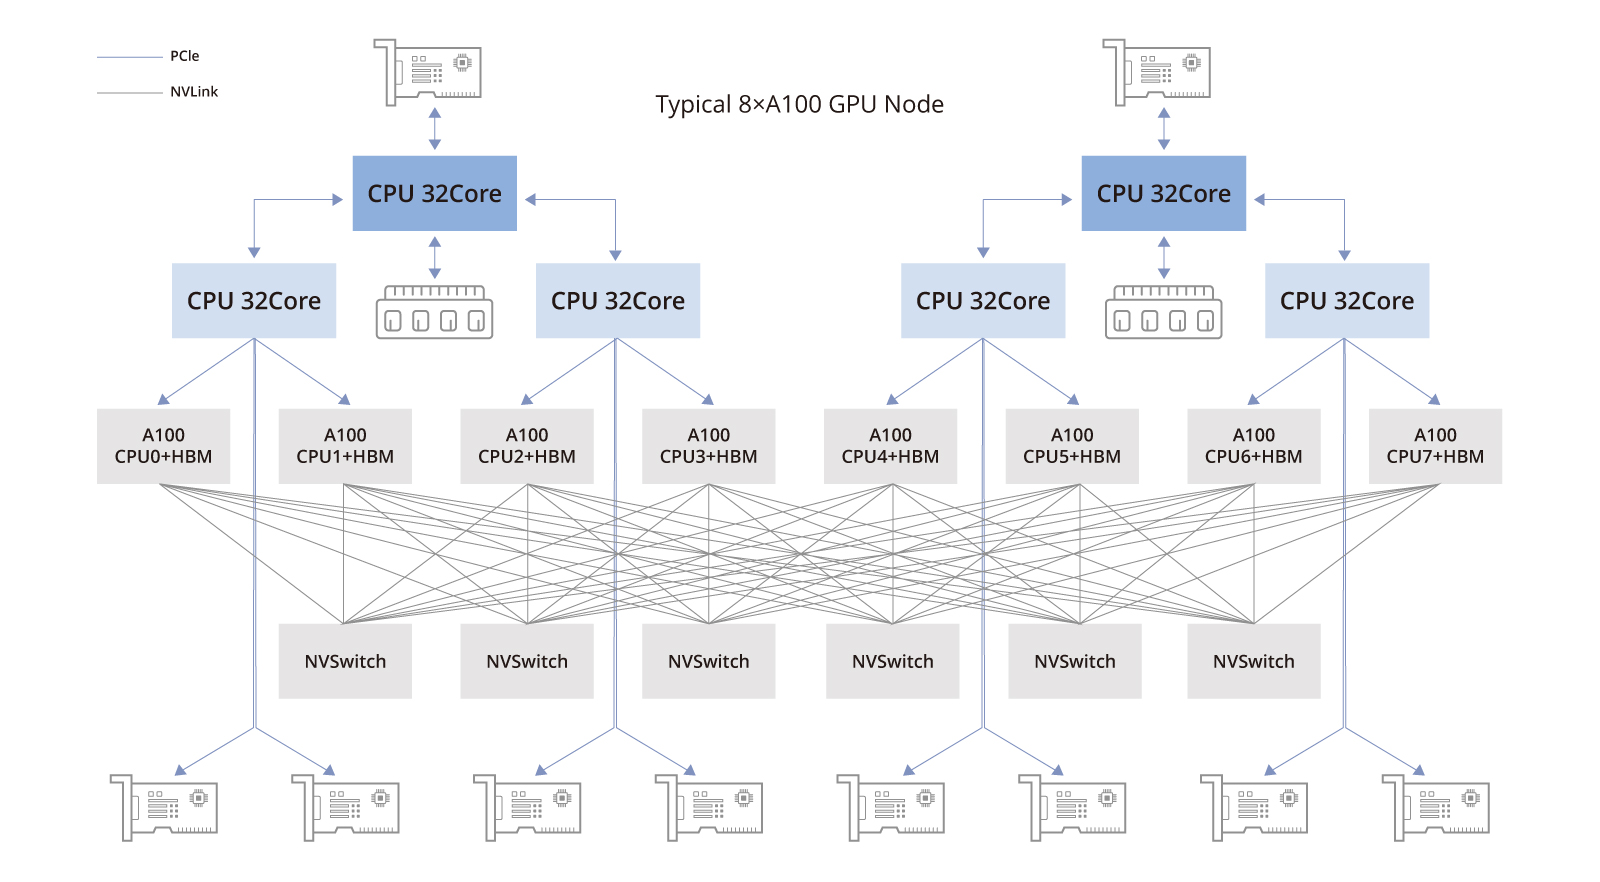 PCle
NVLink
Typical 8×A100 GPU Node
CPU 32Core
CPU 32Core
CPU 32Core
CPU 32Core
CPU 32Core
CPU 32Core
A100
CPU0+HBM
A100
CPU1+HBM
A100
CPU2+HBM
A100
CPU3+HBM
A100
CPU4+HBM
A100
CPU5+HBM
A100
CPU6+HBM
A100
CPU7+HBM
NVSwitch
NVSwitch
NVSwitch
NVSwitch
NVSwitch
NVSwitch